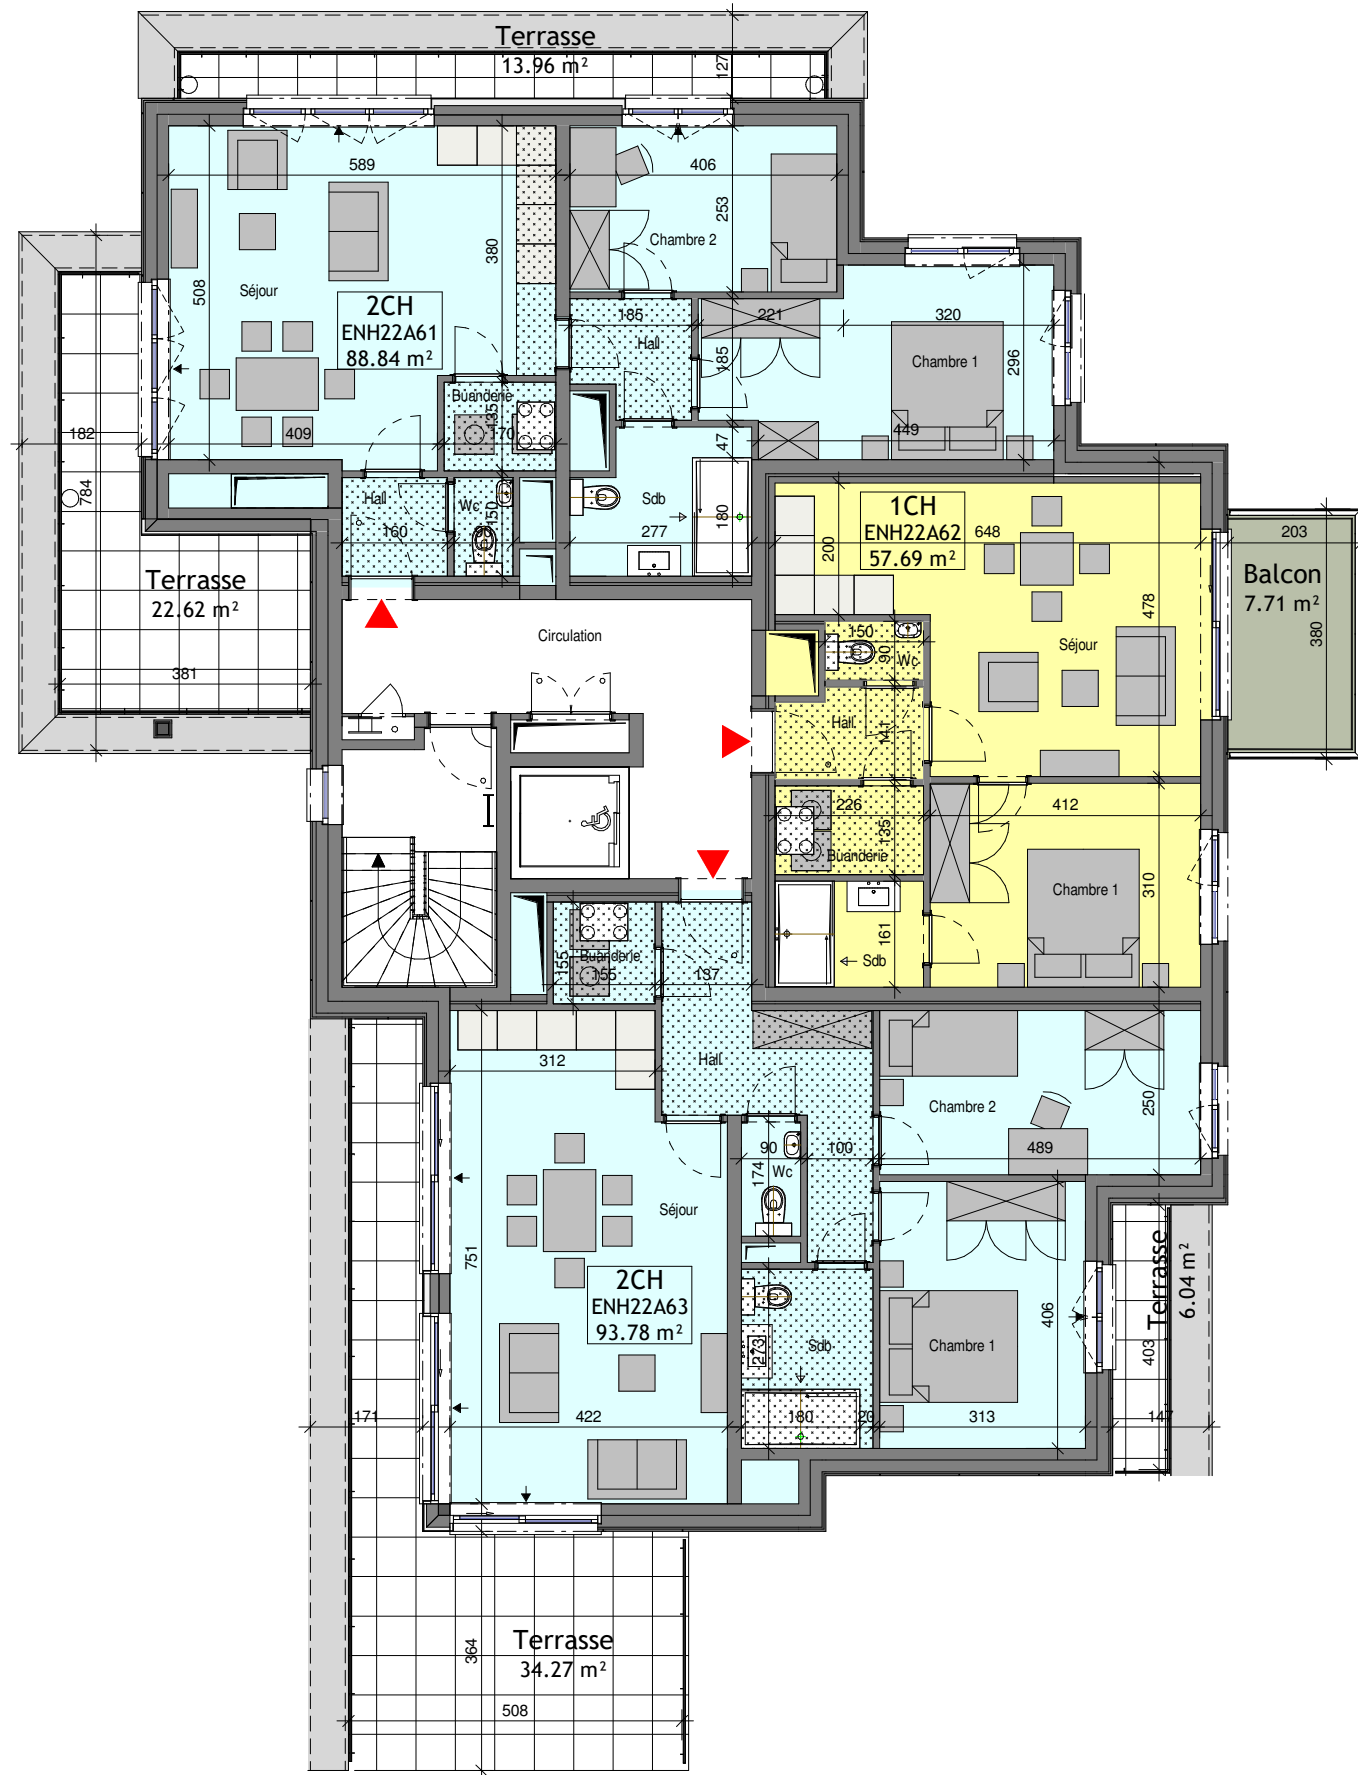 Terrasse
13.96 m²
127
589
406
508
380
253
Chambre 2
Séjour
2CH
ENH22A61
88.84 m²
185
Hall
221
320
185
Chambre 1
296
Buanderie
135
170
182
409
449
47
784
Hall
Wc
150
160
90
Sdb
277
180
1CH
ENH22A62
57.69 m²
200
648
203
Terrasse
22.62 m²
Balcon
7.71 m²
380
478
381
Circulation
150
90
Wc
Séjour
Hall
141
226
412
135
Buanderie
Chambre 1
310
161
Sdb
155
Buanderie
155
137
312
Hall
Chambre 2
250
90
174
Wc
100
489
Séjour
751
2CH
ENH22A63
93.78 m²
Terrasse
6.04 m²
406
403
Sdb
273
Chambre 1
171
422
180
20
313
147
Terrasse
34.27 m²
364
508